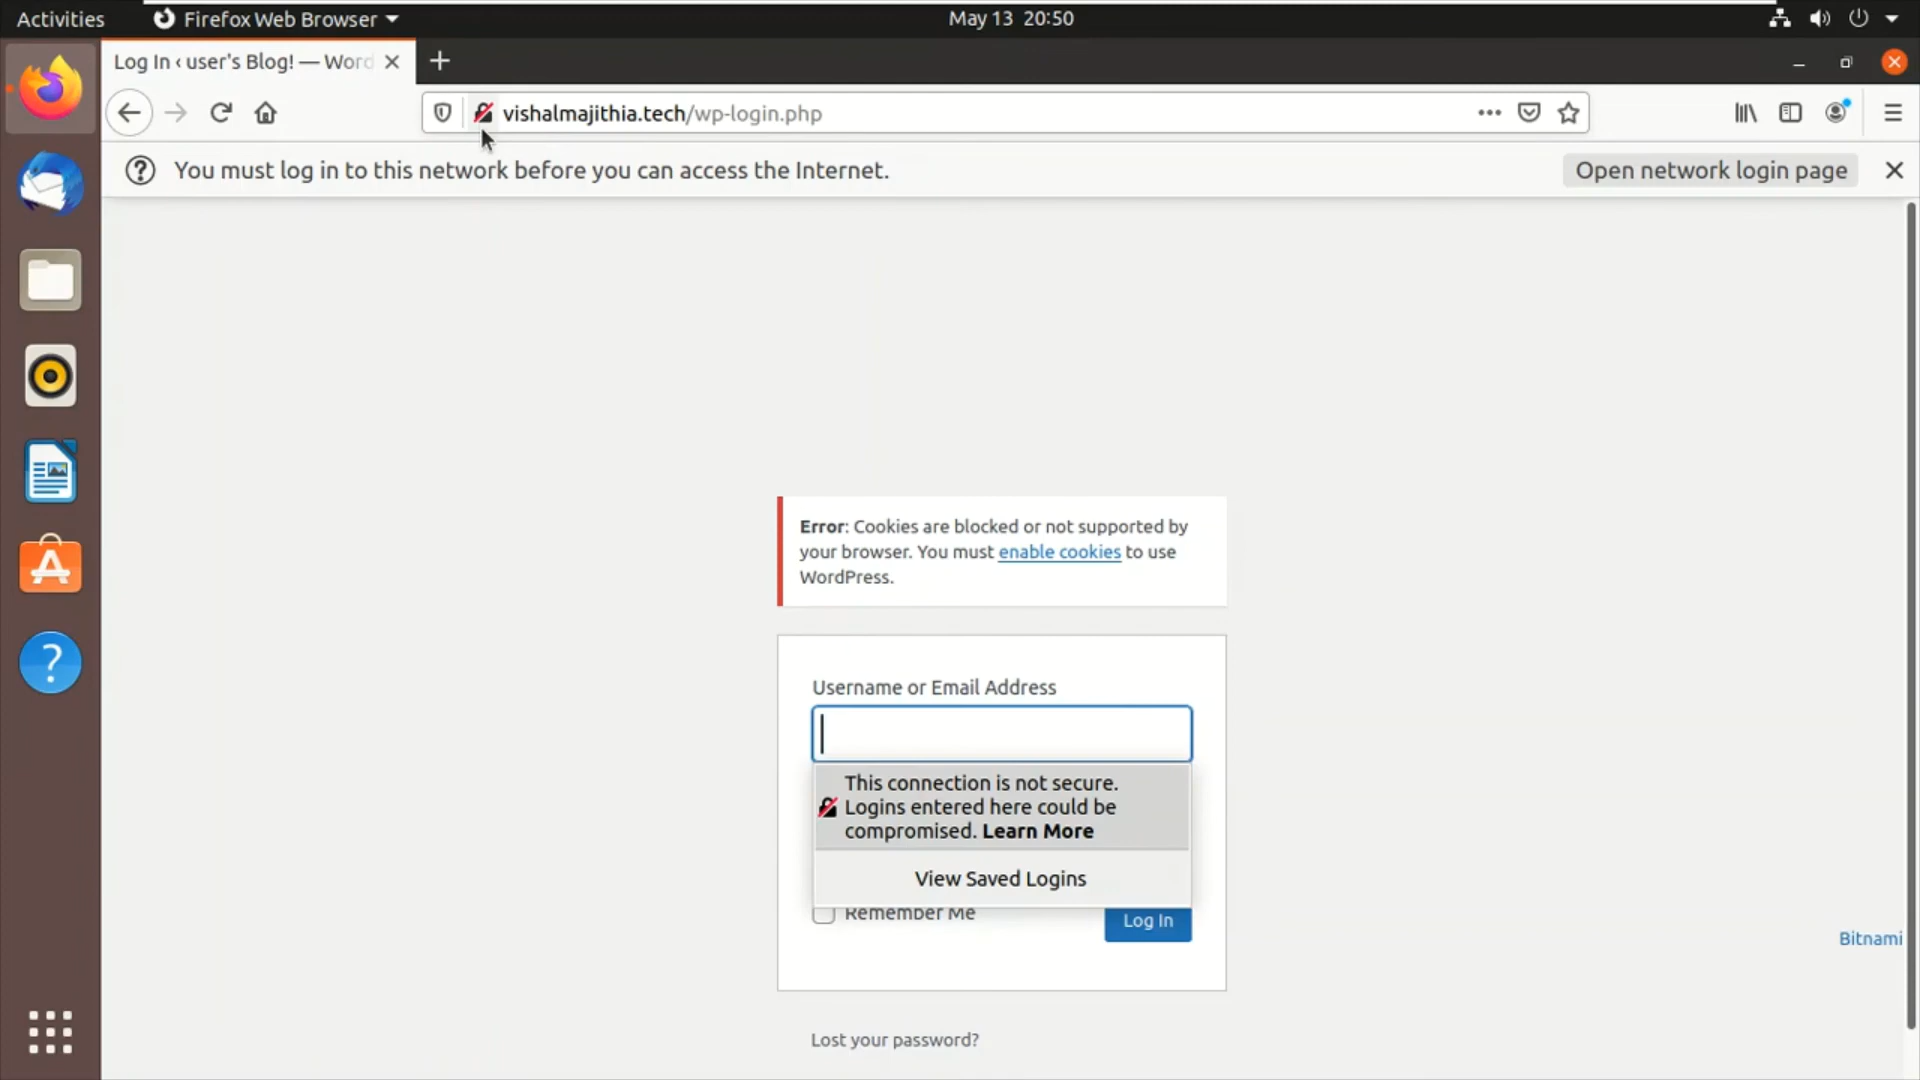 Activities
Firefox Web Browser
May 13 20:50
Log In ‹ user's Blog! — Word
vishalmajithia.tech/wp-login.php
You must log in to this network before you can access the Internet.
Open network login page
Error: Cookies are blocked or not supported by
your browser. You must enable cookies to use
WordPress.
Username or Email Address
This connection is not secure.
Logins entered here could be
compromised. Learn More
View Saved Logins
Remember Me
Log In
Bitnami
Lost your password?